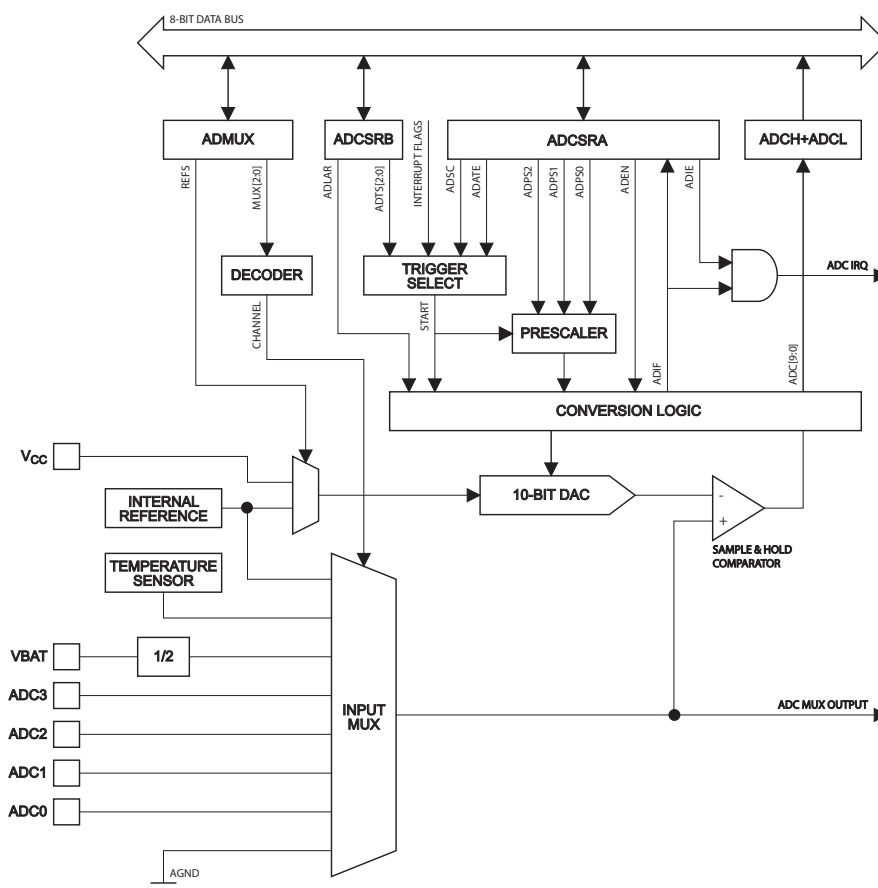 8-BIT DATA BUS
ADMUX
ADCSRB
ADCSRA
ADCH+ADCL
REFS
MUX[2:0]
ADLAR
ADTS[2:0]
INTERRUPT FLAGS
ADSC
ADATE
ADPS2
ADPS1
ADPS0
ADEN
ADIE
DECODER
TRIGGER
SELECT
ADC IRQ
CHANNEL
START
PRESCALER
ADIF
ADC[9:0]
CONVERSION LOGIC
VCC
INTERNAL
REFERENCE
10-BIT DAC
-
+
SAMPLE & HOLD
COMPARATOR
TEMPERATURE
SENSOR
VBAT
1/2
ADC3
ADC2
ADC1
ADC0
INPUT
MUX
ADC MUX OUTPUT
AGND